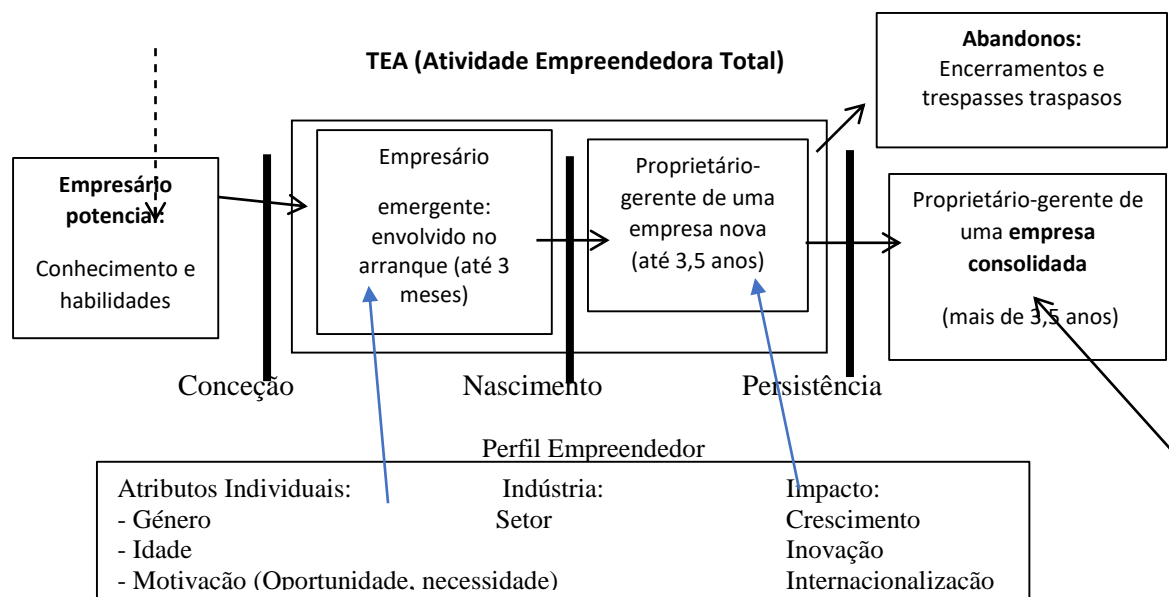 TEA (Atividade Empreendedora Total)
Abandonos:
Encerramentos e
trespasses traspasos
Empresário
potencial:
Conhecimento e
habilidades
Empresário
emergente:
envolvido no
arranque (até 3
meses)
Proprietário-
gerente de uma
empresa nova
(até 3,5 anos)
Proprietário-gerente de
uma empresa
consolidada
(mais de 3,5 anos)
Conceção
Nascimento
Persistência
Perfil Empreendedor
Atributos Individuais:
- Género
- Idade
- Motivação (Oportunidade, necessidade)
Indústria:
Setor
Impacto:
Crescimento
Inovação
Internacionalização